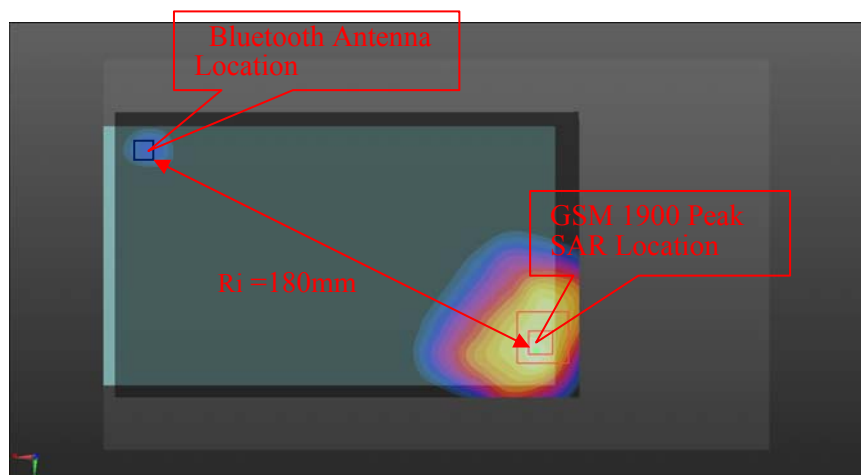 Bluetooth Antenna
Location
GSM 1900 Peak
SAR Location
Ri =180mm